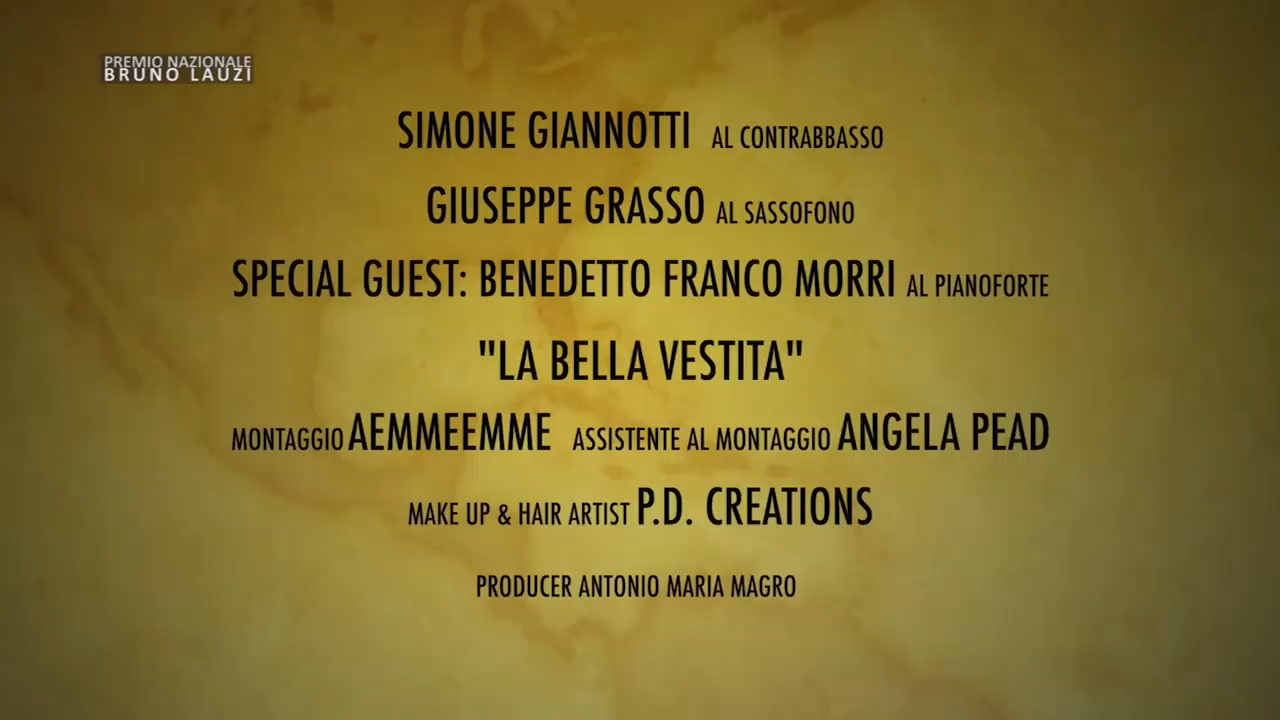 PREMIO NAZIONALE
BRUNO LAUZI
SIMONE GIANNOTTI AL CONTRABBASSO
GIUSEPPE GRASSO AL SASSOFONO
SPECIAL GUEST: BENEDETTO FRANCO MORRI AL PIANOFORTE
"LA BELLA VESTITA"
MONTAGGIO AEMMEEMME ASSISTENTE AL MONTAGGIO ANGELA PEAD
MAKE UP & HAIR ARTIST P.D. CREATIONS
PRODUCER ANTONIO MARIA MAGRO